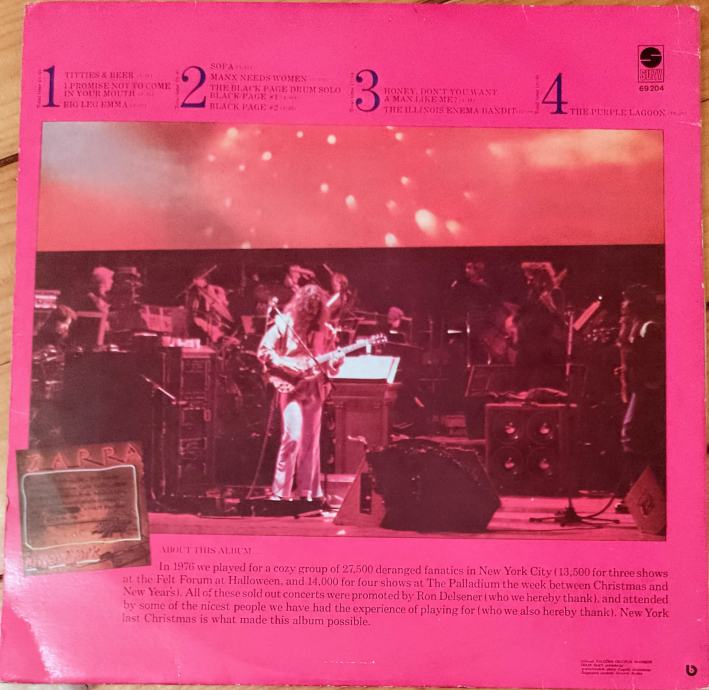 1
TITTIES & BEER
I PROMISE NOT TO COME
IN YOUR MOUTH
BIG LEG EMMA
2
SOFA
MANX NEEDS WOMEN
THE BLACK PAGE DRUM SOLO
BLACK PAGE #1
BLACK PAGE #2
3
HONEY, DON'T YOU WANT
A MAN LIKE ME?
THE ILLINOIS ENEMA BANDIT
4
THE PURPLE LAGOON
69204
ZAPPA
ABOUT THIS ALBUM...
In 1976 we played for a cozy group of 27,500 deranged fanatics in New York City (13,500 for three shows
at the Felt Forum at Halloween, and 14,000 for four shows at The Palladium the week between Christmas and
New Year's). All of these sold out concerts were promoted by Ron Delsener (who we hereby thank), and attended
by some of the nicest people we have had the experience of playing for (who we also hereby thank). New York
last Christmas is what made this album possible.
b